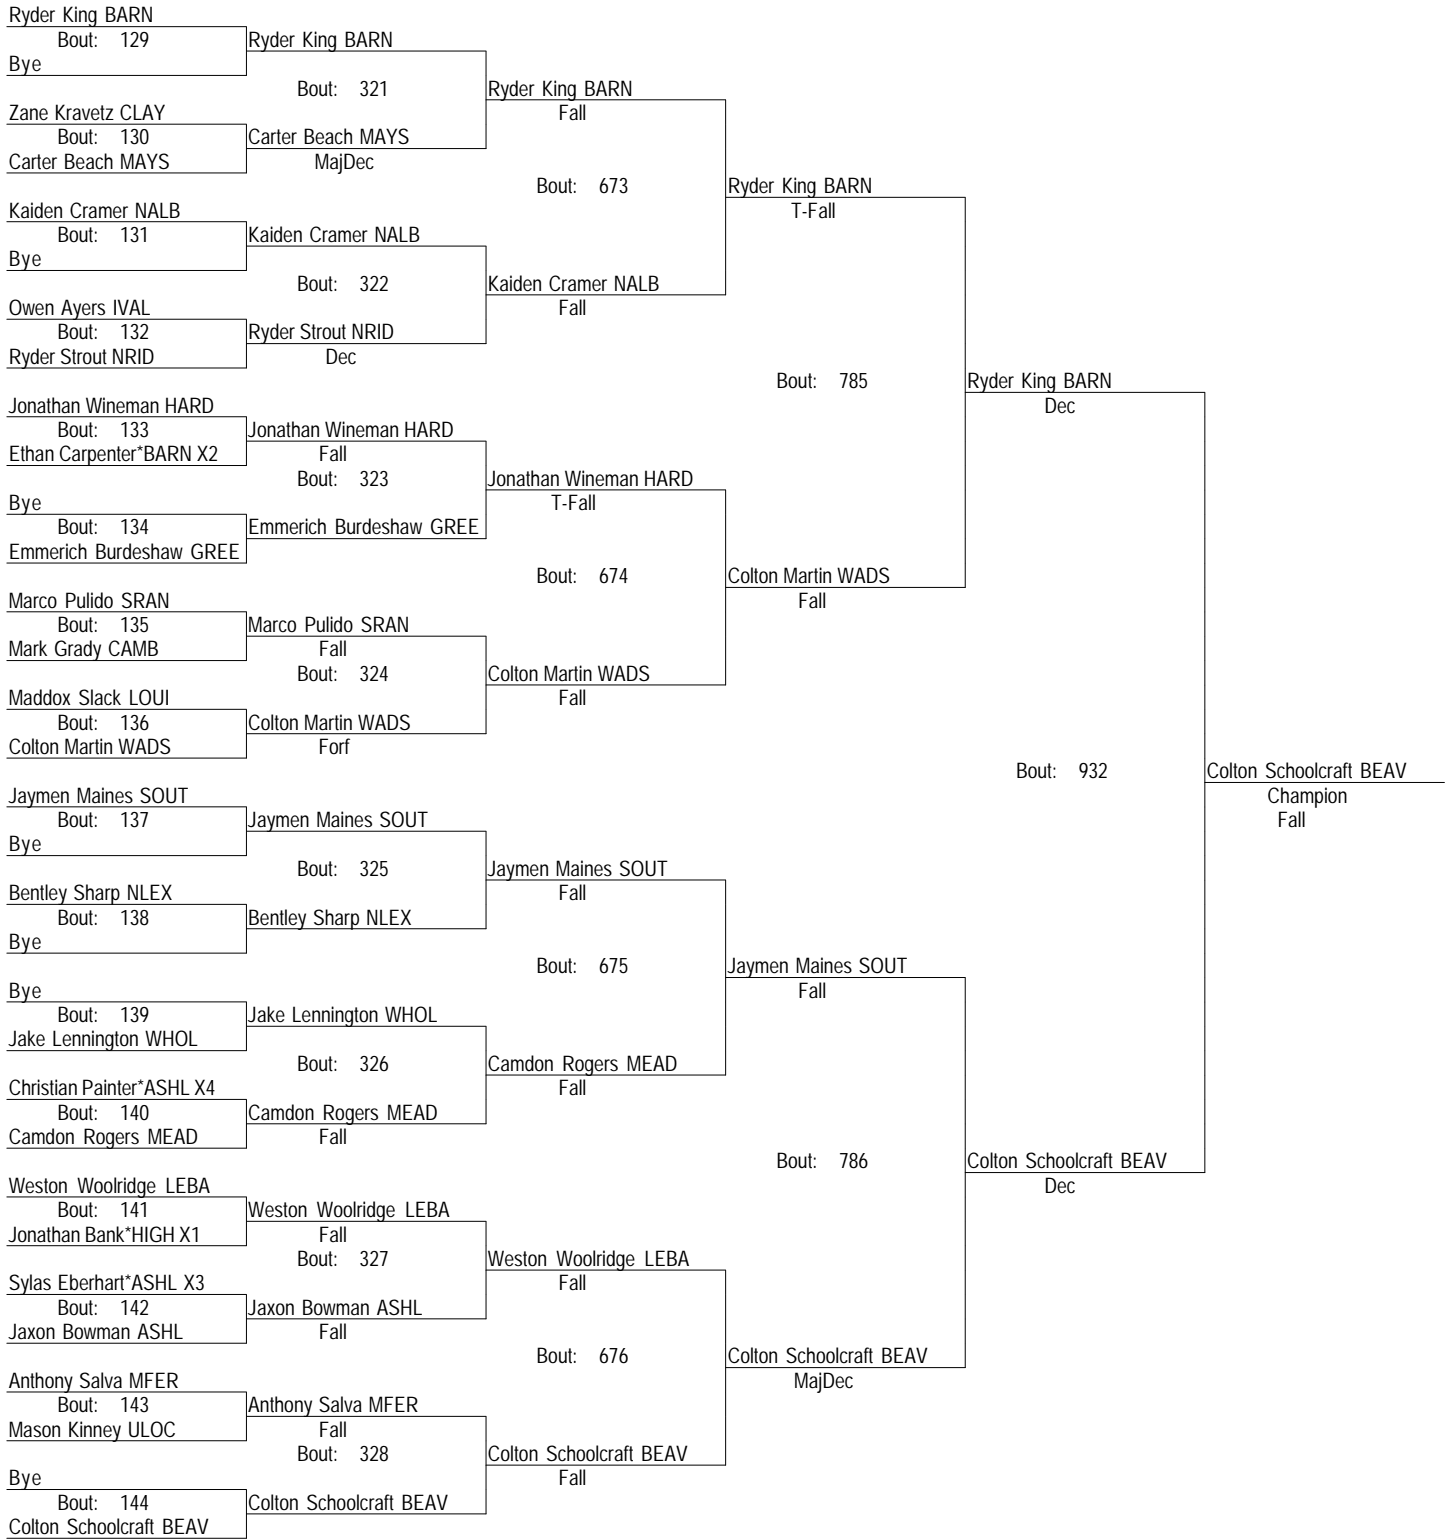 Ryder King BARN
Bout: 129
Bye
Ryder King BARN
Bout: 321
Zane Kravetz CLAY
Bout: 130
Carter Beach MAYS
Carter Beach MAYS
MajDec
Ryder King BARN
Fall
Bout: 673
Kaiden Cramer NALB
Bout: 131
Bye
Kaiden Cramer NALB
Bout: 322
Owen Ayers IVAL
Bout: 132
Ryder Strout NRID
Ryder Strout NRID
Dec
Kaiden Cramer NALB
Fall
Ryder King BARN
T-Fall
Bout: 785
Jonathan Wineman HARD
Bout: 133
Ethan Carpenter*BARN X2
Jonathan Wineman HARD
Fall
Bout: 323
Bye
Bout: 134
Emmerich Burdeshaw GREE
Emmerich Burdeshaw GREE
Jonathan Wineman HARD
T-Fall
Bout: 674
Marco Pulido SRAN
Bout: 135
Mark Grady CAMB
Marco Pulido SRAN
Fall
Bout: 324
Maddox Slack LOUI
Bout: 136
Colton Martin WADS
Colton Martin WADS
Forf
Colton Martin WADS
Fall
Colton Martin WADS
Fall
Ryder King BARN
Dec
Bout: 932
Jaymen Maines SOUT
Bout: 137
Bye
Jaymen Maines SOUT
Bout: 325
Bentley Sharp NLEX
Bout: 138
Bye
Bentley Sharp NLEX
Jaymen Maines SOUT
Fall
Bout: 675
Bye
Bout: 139
Jake Lennington WHOL
Jake Lennington WHOL
Bout: 326
Christian Painter*ASHL X4
Bout: 140
Camdon Rogers MEAD
Camdon Rogers MEAD
Fall
Camdon Rogers MEAD
Fall
Jaymen Maines SOUT
Fall
Bout: 786
Weston Woolridge LEBA
Bout: 141
Jonathan Bank*HIGH X1
Weston Woolridge LEBA
Fall
Bout: 327
Sylas Eberhart*ASHL X3
Bout: 142
Jaxon Bowman ASHL
Jaxon Bowman ASHL
Fall
Weston Woolridge LEBA
Fall
Bout: 676
Anthony Salva MFER
Bout: 143
Mason Kinney ULOC
Anthony Salva MFER
Fall
Bout: 328
Bye
Bout: 144
Colton Schoolcraft BEAV
Colton Schoolcraft BEAV
Colton Schoolcraft BEAV
Fall
Colton Schoolcraft BEAV
MajDec
Colton Schoolcraft BEAV
Dec
Colton Schoolcraft BEAV
Champion
Fall